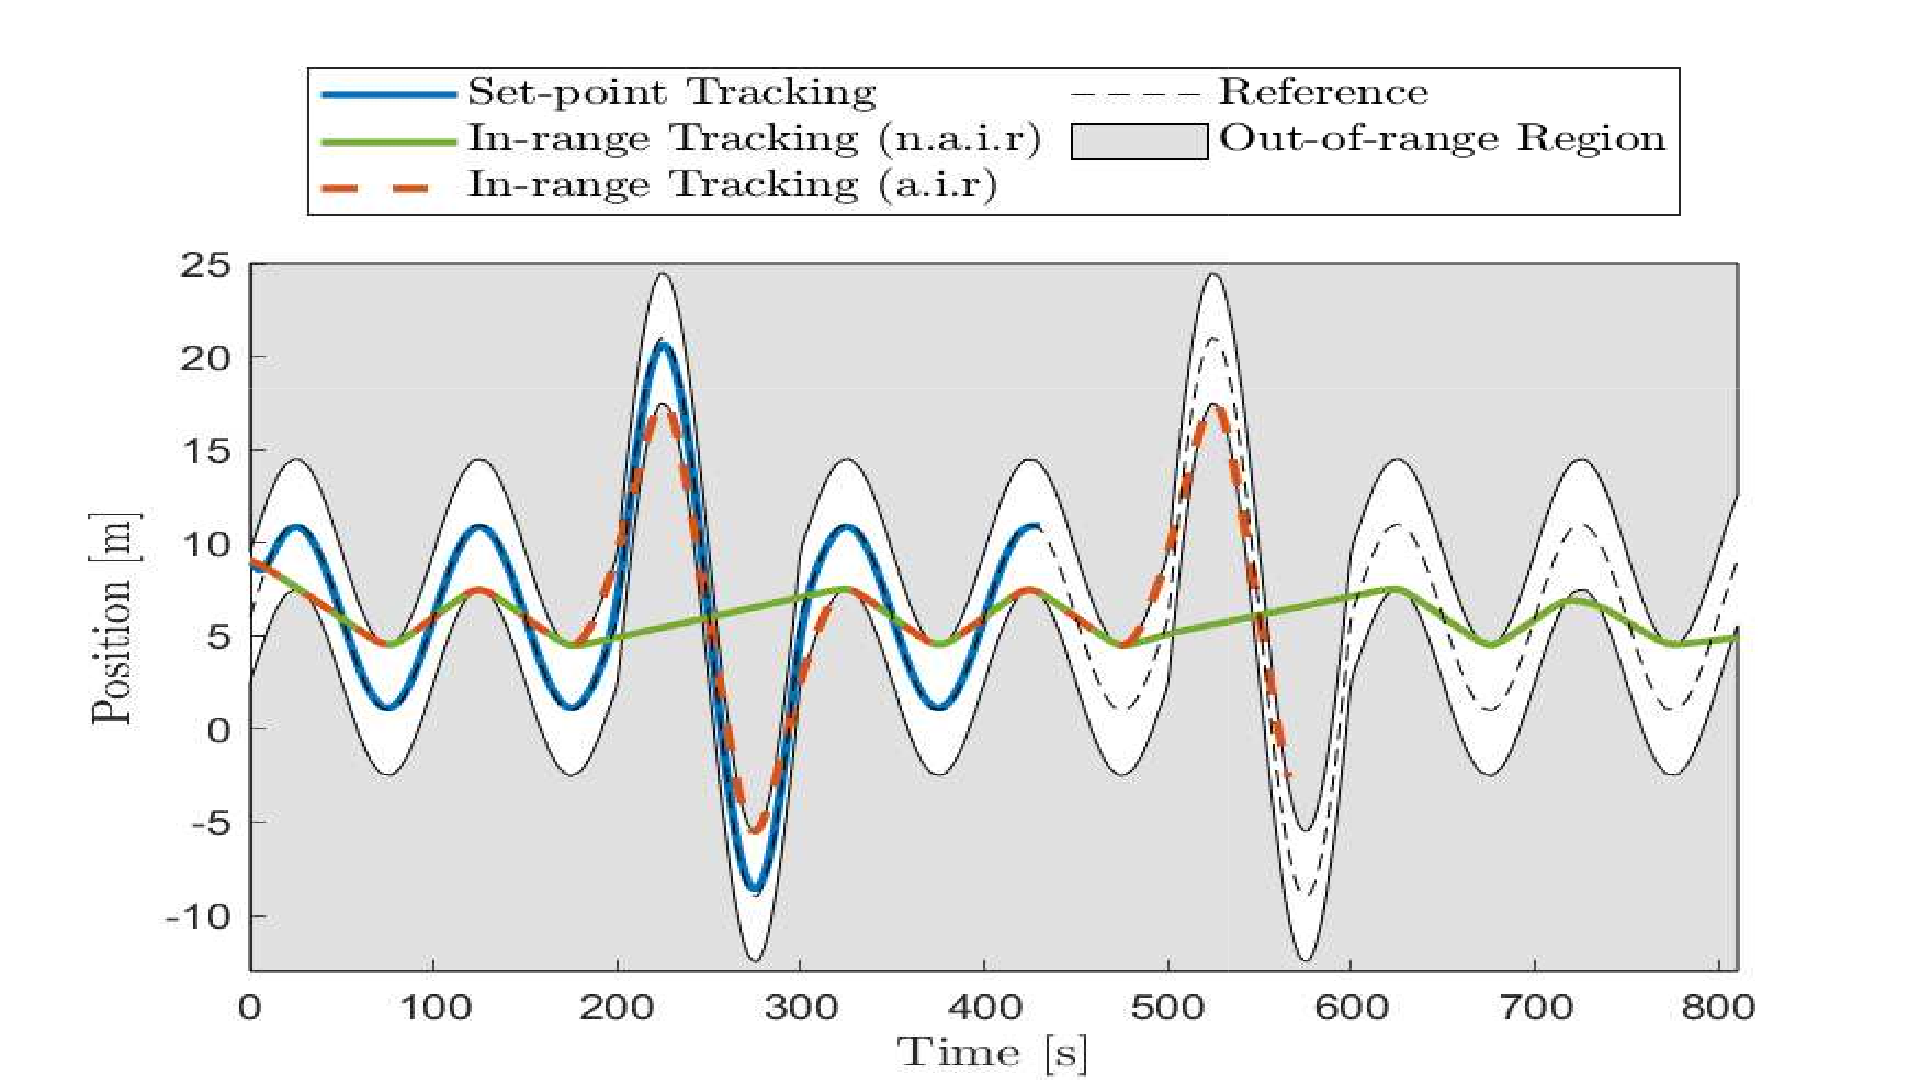 Set-point Tracking
In-range Tracking (n.a.i.r)
In-range Tracking (a.i.r)
Reference
Out-of-range Region
25
20
15
10
5
0
-5
-10
Position [m]
0 100 200 300 400 500 600 700 800
Time [s]